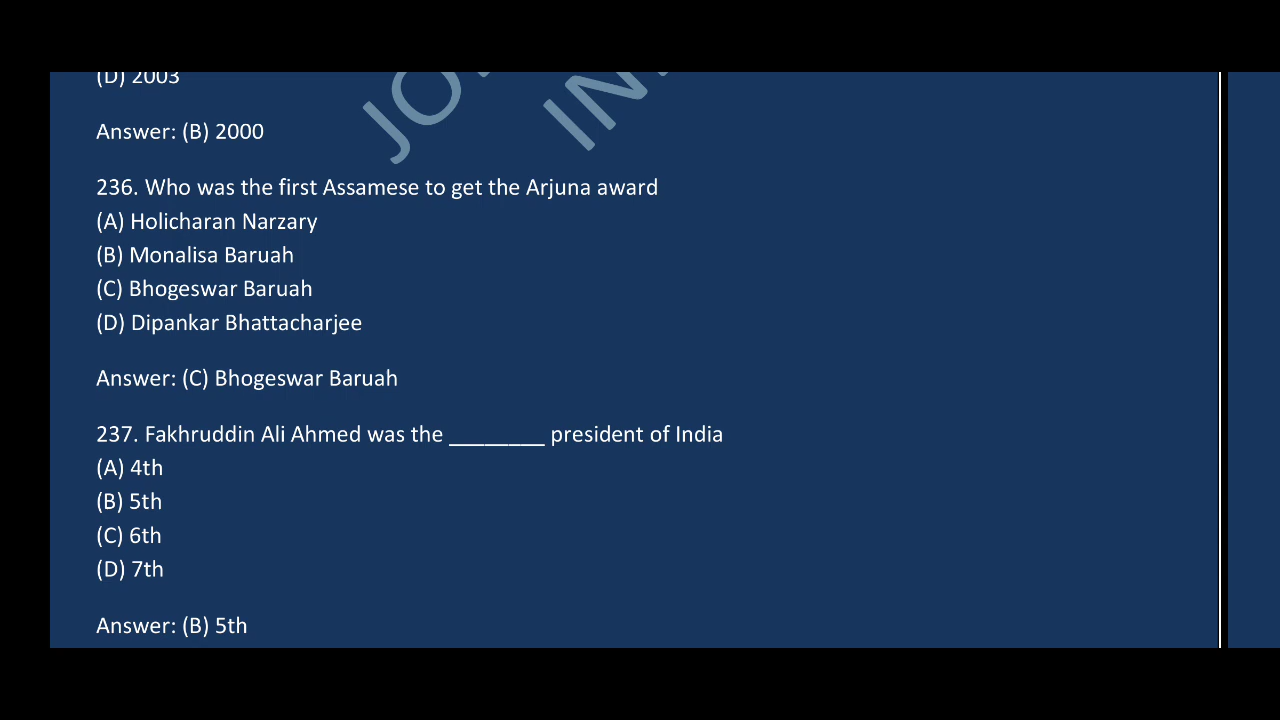 (D) 2003
Answer: (B) 2000
236. Who was the first Assamese to get the Arjuna award
(A) Holicharan Narzary
(B) Monalisa Baruah
(C) Bhogeswar Baruah
(D) Dipankar Bhattacharjee
Answer: (C) Bhogeswar Baruah
237. Fakhruddin Ali Ahmed was the ________ president of India
(A) 4th
(B) 5th
(C) 6th
(D) 7th
Answer: (B) 5th